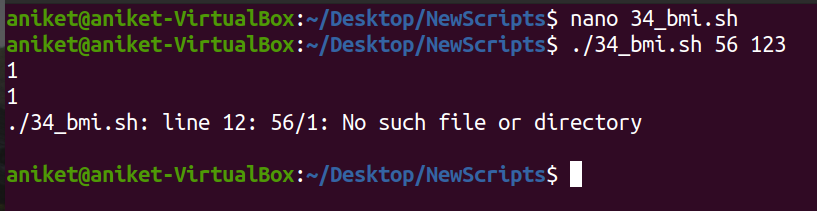 aniket@aniket-VirtualBox:~/Desktop/NewScripts$ nano 34_bmi.sh
aniket@aniket-VirtualBox:~/Desktop/NewScripts$ ./34_bmi.sh 56 123
1
1
./34_bmi.sh: line 12: 56/1: No such file or directory
aniket@aniket-VirtualBox:~/Desktop/NewScripts$